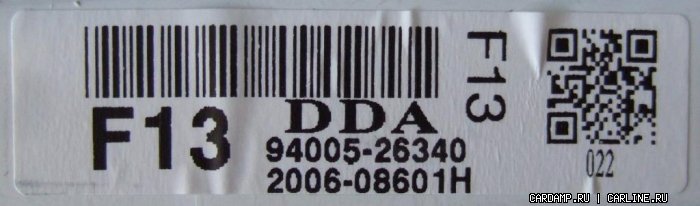 F13
DDA
94005-26340
2006-08601H
F13
022
CARDAMP.RU | CARLINE.RU